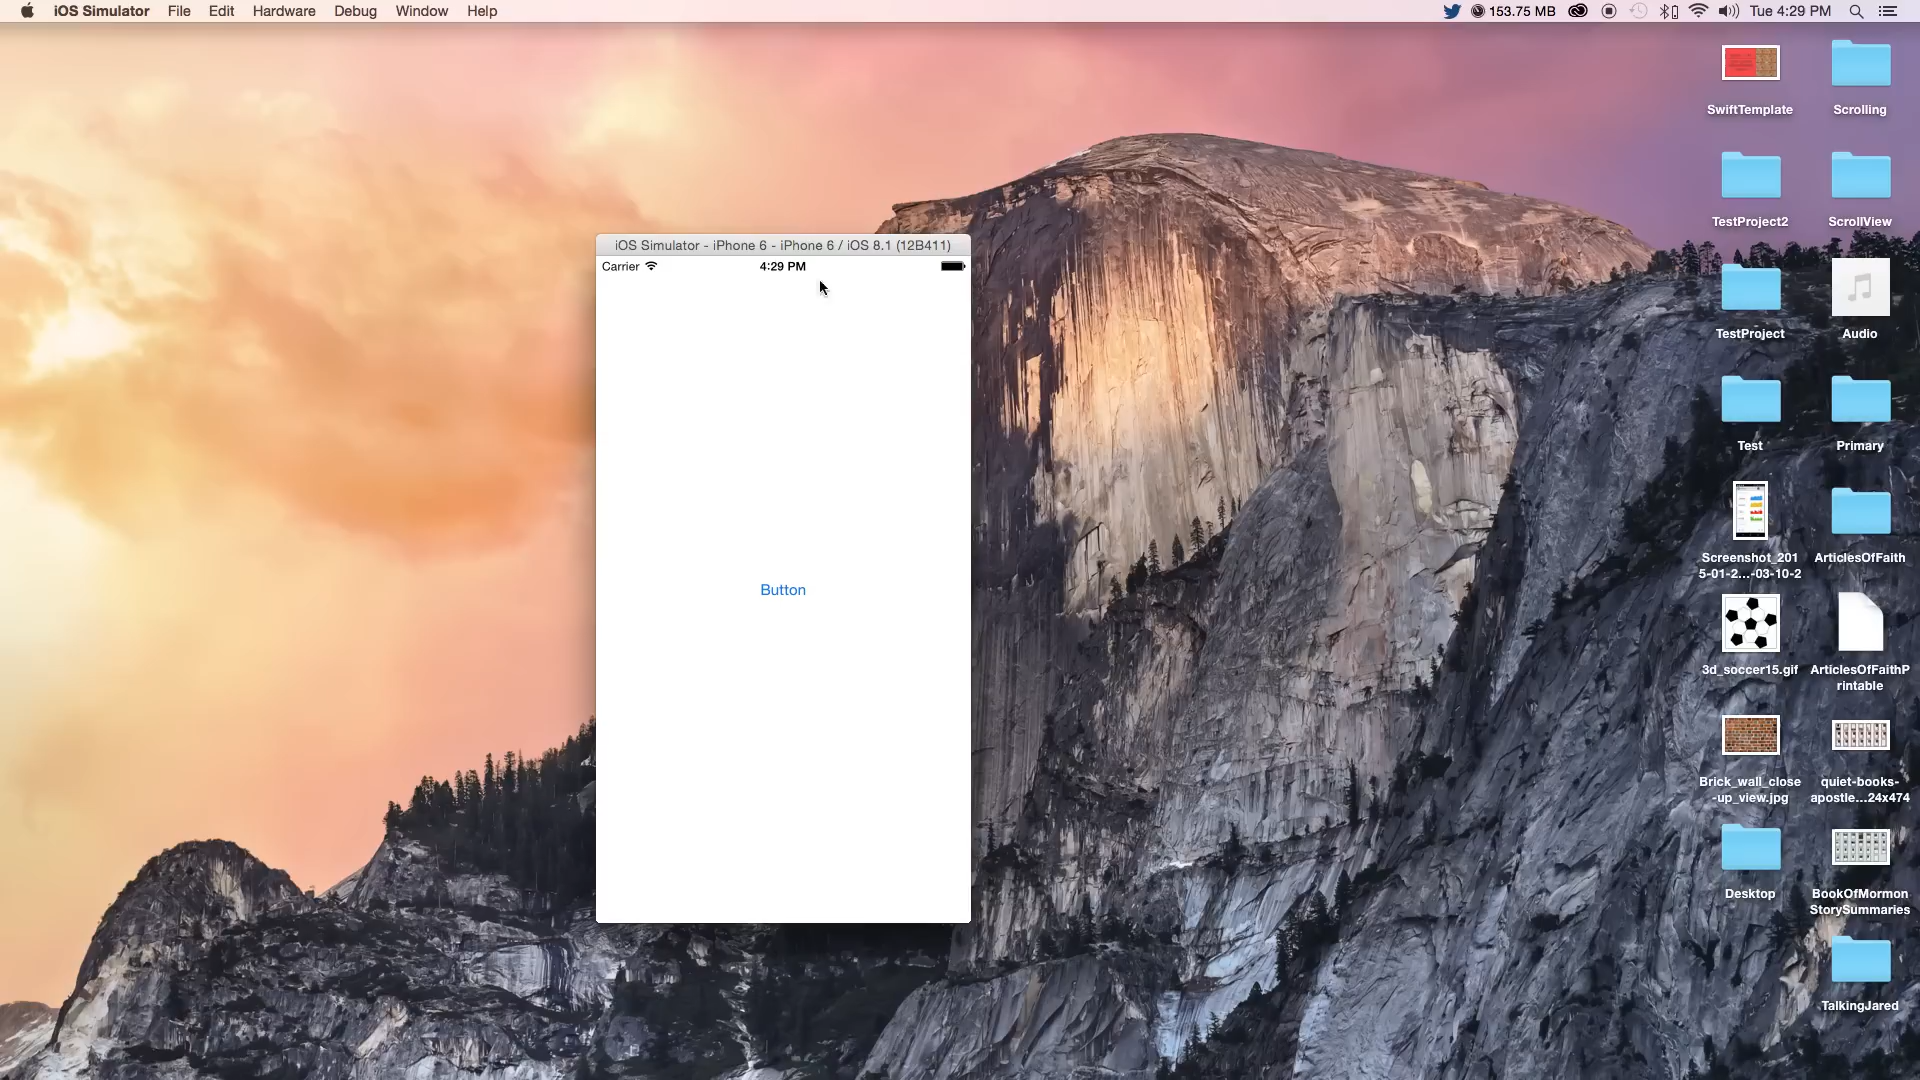 iOS Simulator File Edit Hardware Debug Window Help
153.75 MB Tue 4:29 PM
iOS Simulator - iPhone 6 - iPhone 6 / iOS 8.1 (12B411)
Carrier 4:29 PM
Button
SwiftTemplate
Scrolling
TestProject2
ScrollView
TestProject
Audio
Test
Primary
Screenshot_201
5-01-2...-03-10-2
ArticlesOfFaith
3d_soccer15.gif
ArticlesOfFaithP
rintable
Brick_wall_close
-up_view.jpg
quiet-books-
apostle...24x474
Desktop
BookOfMormon
StorySummaries
TalkingJared